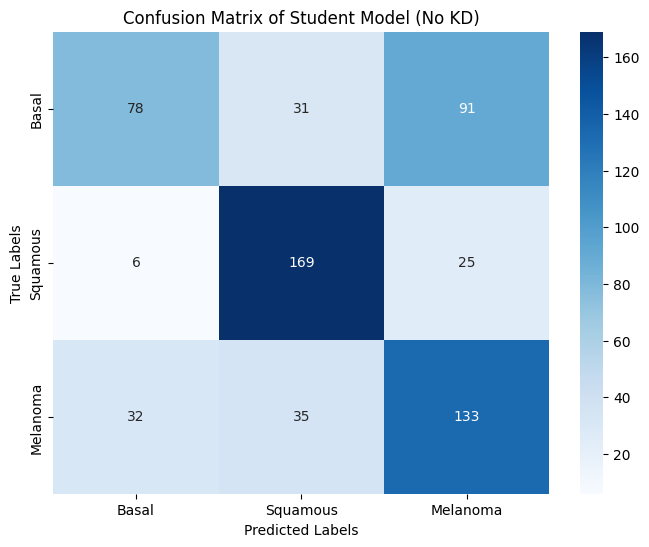 Confusion Matrix of Student Model (No KD)
True Labels
Basal
78
31
91
Squamous
6
169
25
Melanoma
32
35
133
Basal
Squamous
Melanoma
Predicted Labels
160
140
120
100
80
60
40
20